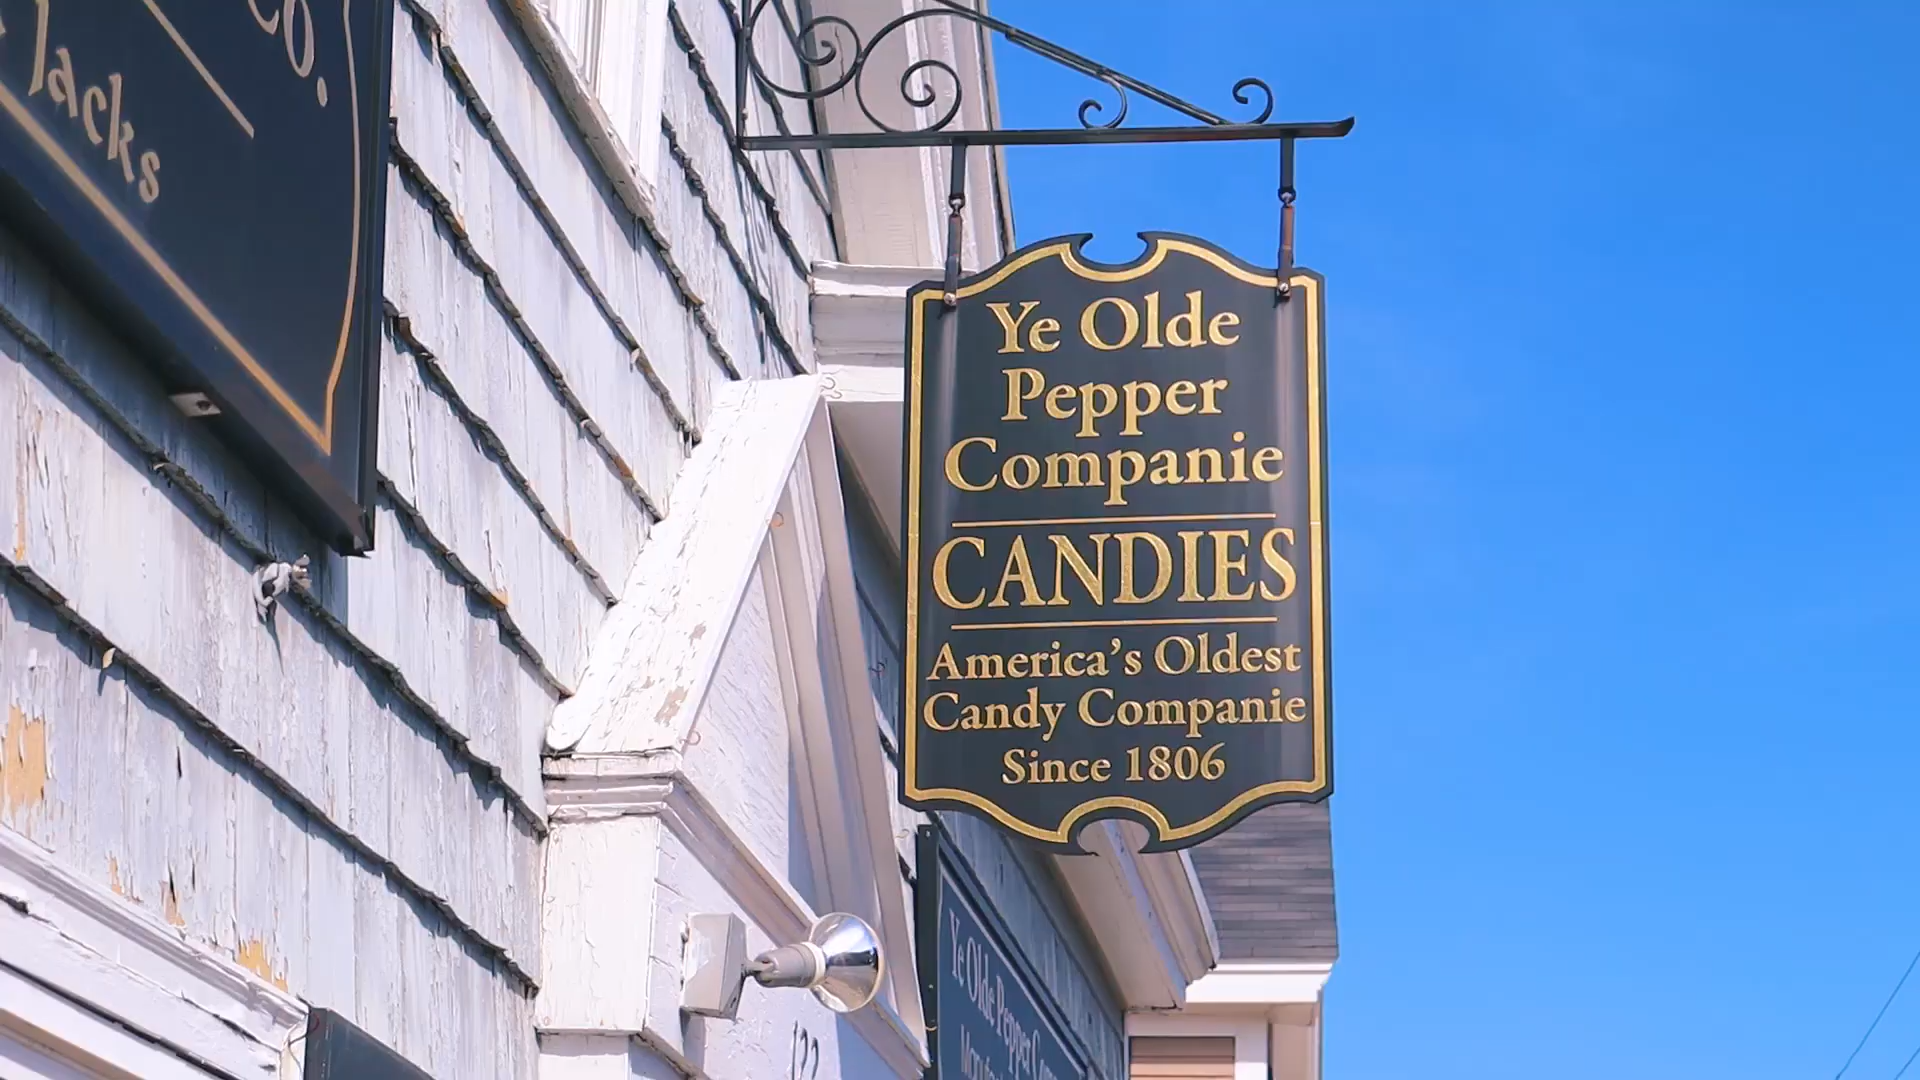 Co.
Jacks
Ye Olde
Pepper
Companie
CANDIES
America's Oldest
Candy Companie
Since 1806
122
Ye Olde Pepper